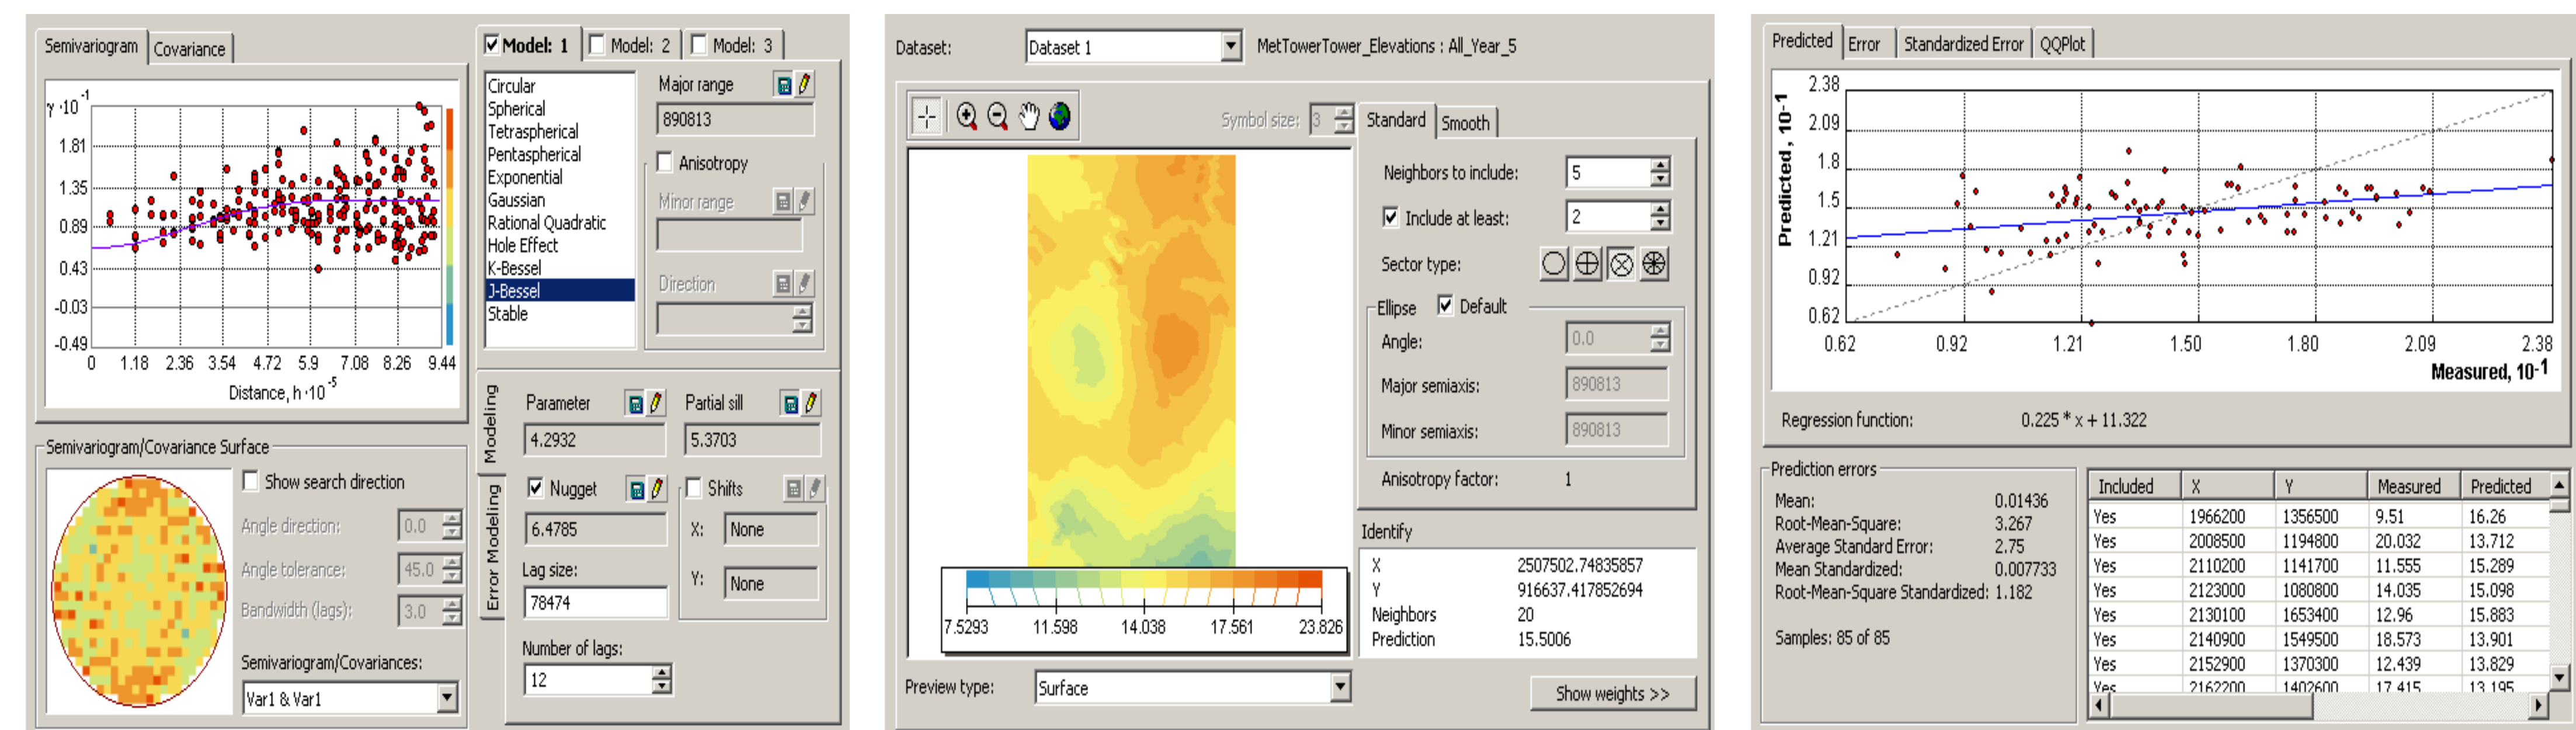 Semivariogram Covariance
γ ·10⁻¹
1.81
1.35
0.89
0.43
-0.03
-0.49
0 1.18 2.36 3.54 4.72 5.9 7.08 8.26 9.44
Distance, h ·10⁻⁵
Semivariogram/Covariance Surface
Show search direction
Angle direction: 0.0
Angle tolerance: 45.0
Bandwidth (lags): 3.0
Semivariogram/Covariances:
Var1 & Var1
Model: 1 Model: 2 Model: 3
Circular
Spherical
Tetraspherical
Pentaspherical
Exponential
Gaussian
Rational Quadratic
Hole Effect
K-Bessel
J-Bessel
Stable
Major range
890813
Anisotropy
Minor range
Direction
Modeling
Error Modeling
Parameter Partial sill
4.2932 5.3703
Nugget Shifts
6.4785 X: None
Lag size: Y: None
78474
Number of lags:
12
Dataset: Dataset 1 MetTowerTower_Elevations : All_Year_5
Symbol size: 3
7.5293 11.598 14.038 17.561 23.826
Preview type: Surface
Standard Smooth
Neighbors to include: 5
Include at least: 2
Sector type:
Ellipse Default
Angle: 0.0
Major semiaxis: 890813
Minor semiaxis: 890813
Anisotropy factor: 1
Identify
X 2507502.74835857
Y 916637.417852694
Neighbors 20
Prediction 15.5006
Show weights >>
Predicted Error Standardized Error QQPlot
Predicted, 10-1
2.38
2.09
1.8
1.5
1.21
0.92
0.62
0.62 0.92 1.21 1.50 1.80 2.09 2.38
Measured, 10-1
Regression function: 0.225 * x + 11.322
Prediction errors
Mean: 0.01436
Root-Mean-Square: 3.267
Average Standard Error: 2.75
Mean Standardized: 0.007733
Root-Mean-Square Standardized: 1.182
Samples: 85 of 85
Included X Y Measured Predicted
Yes 1966200 1356500 9.51 16.26
Yes 2008500 1194800 20.032 13.712
Yes 2110200 1141700 11.555 15.289
Yes 2123000 1080800 14.035 15.098
Yes 2130100 1653400 12.96 15.883
Yes 2140900 1549500 18.573 13.901
Yes 2152900 1370300 12.439 13.829
Yes 2162200 1402600 17.415 13.195